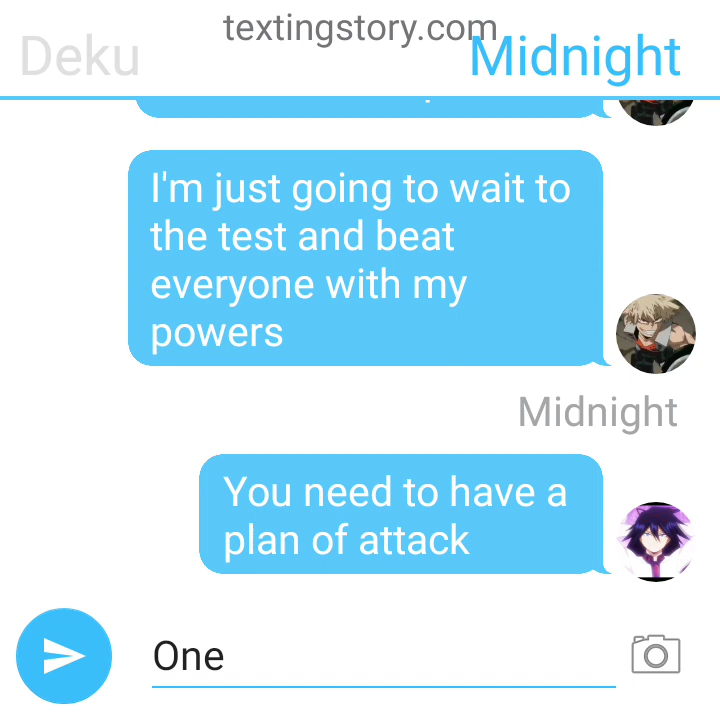 textingstory.com
Deku
Midnight
I'm just going to wait to
the test and beat
everyone with my
powers
Midnight
You need to have a
plan of attack
One